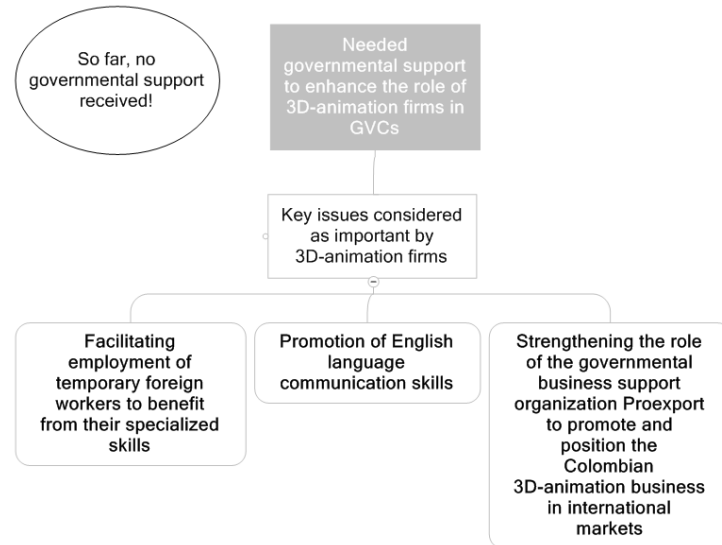 So far, no
governmental support
received!
Needed
governmental support
to enhance the role of
3D-animation firms in
GVCs
Key issues considered
as important by
3D-animation firms
Facilitating
employment of
temporary foreign
workers to benefit
from their specialized
skills
Promotion of English
language
communication skills
Strengthening the role
of the governmental
business support
organization Proexport
to promote and
position the
Colombian
3D-animation business
in international
markets